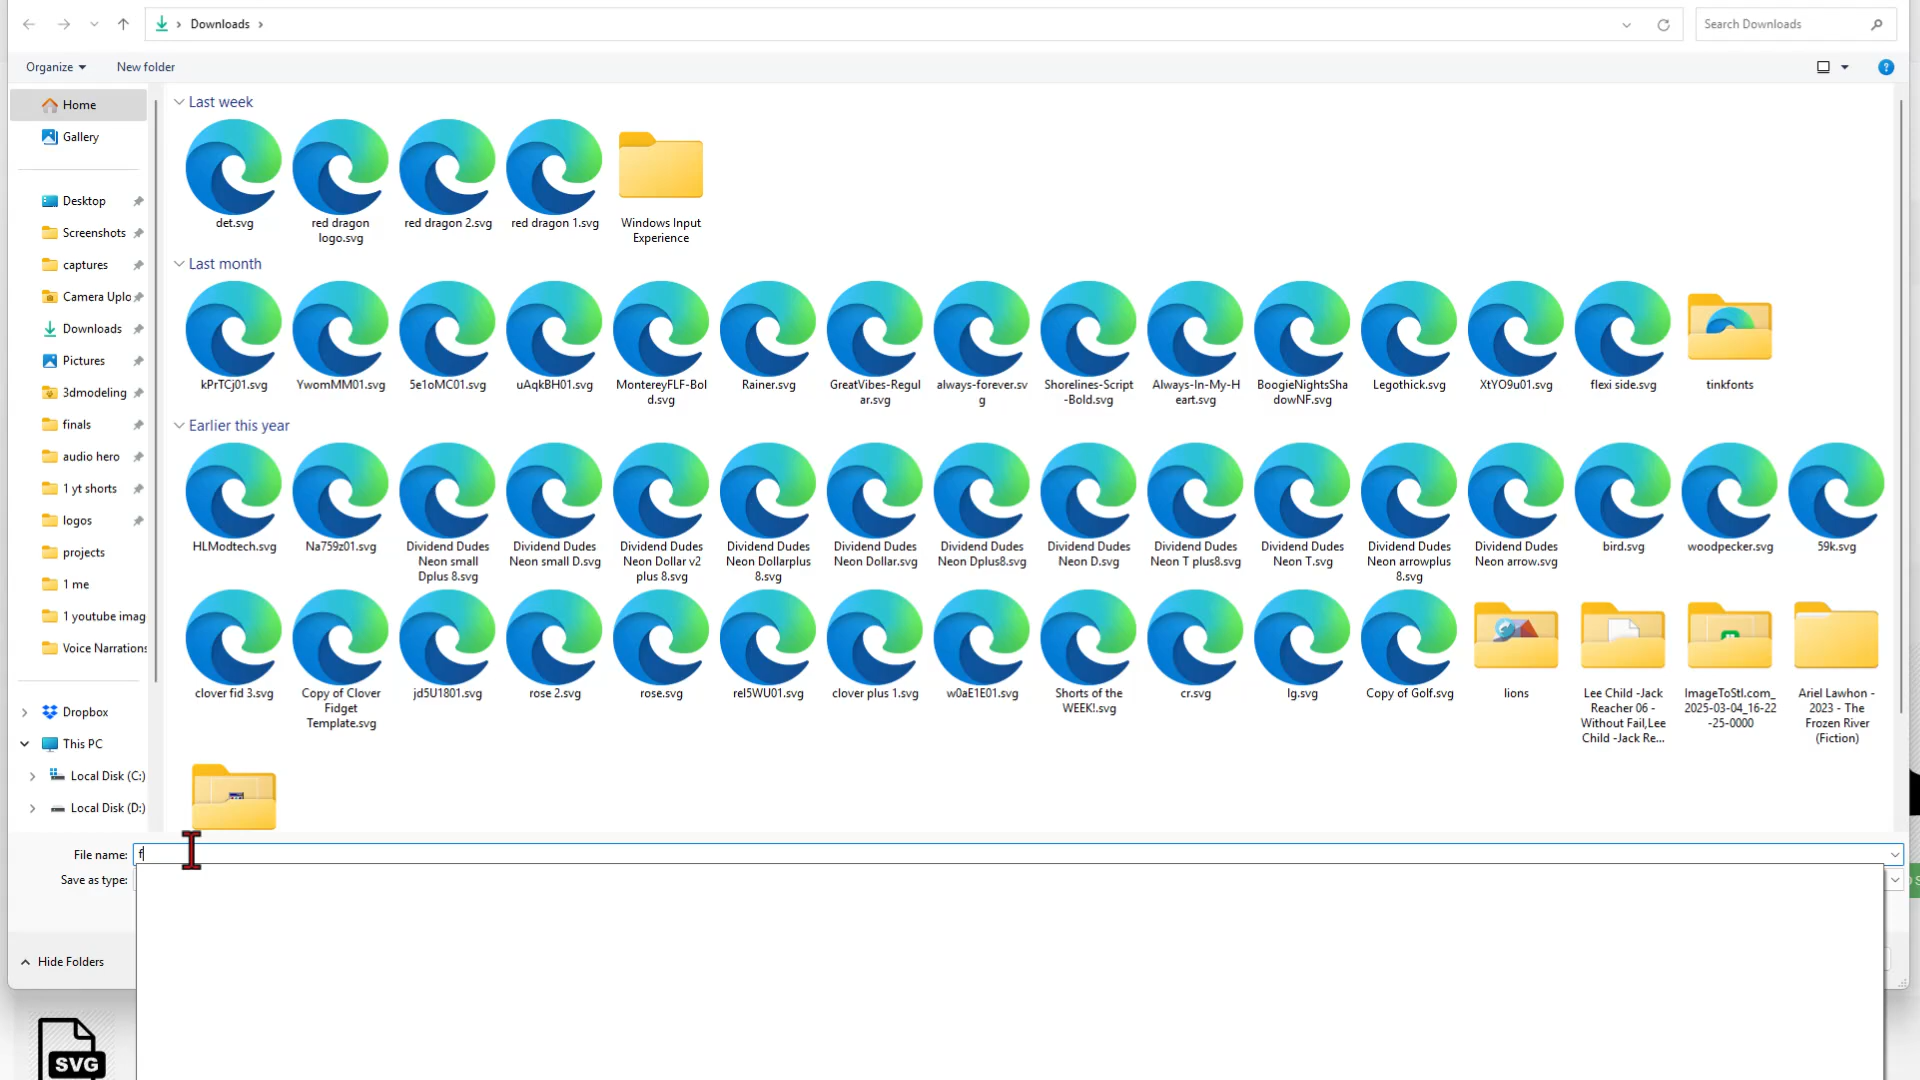 Downloads
Search Downloads
Organize
New folder
Home
Gallery
Desktop
Screenshots
captures
Camera Uplo
Downloads
Pictures
3dmodeling
finals
audio hero
1 yt shorts
logos
projects
1 me
1 youtube imag
Voice Narrations
Dropbox
This PC
Local Disk (C:)
Local Disk (D:)
Last week
det.svg
red dragon
logo.svg
red dragon 2.svg
red dragon 1.svg
Windows Input
Experience
Last month
kPrTCj01.svg
YwomMM01.svg
5e1oMC01.svg
uAqkBH01.svg
MontereyFLF-Bol
d.svg
Rainer.svg
GreatVibes-Regul
ar.svg
always-forever.sv
g
Shorelines-Script
-Bold.svg
Always-In-My-H
eart.svg
BoogieNightsSha
dowNF.svg
Legothick.svg
XtYO9u01.svg
flexi side.svg
tinkfonts
Earlier this year
HLModtech.svg
Na759z01.svg
Dividend Dudes
Neon small
Dplus 8.svg
Dividend Dudes
Neon small D.svg
Dividend Dudes
Neon Dollar v2
plus 8.svg
Dividend Dudes
Neon Dollarplus
8.svg
Dividend Dudes
Neon Dollar.svg
Dividend Dudes
Neon Dplus8.svg
Dividend Dudes
Neon D.svg
Dividend Dudes
Neon T plus8.svg
Dividend Dudes
Neon T.svg
Dividend Dudes
Neon arrowplus
8.svg
Dividend Dudes
Neon arrow.svg
bird.svg
woodpecker.svg
59k.svg
clover fid 3.svg
Copy of Clover
Fidget
Template.svg
jd5U1801.svg
rose 2.svg
rose.svg
rel5WU01.svg
clover plus 1.svg
w0aE1E01.svg
Shorts of the
WEEK!.svg
cr.svg
lg.svg
Copy of Golf.svg
lions
Lee Child -Jack
Reacher 06 -
Without Fail,Lee
Child -Jack Re...
ImageToStl.com_
2025-03-04_16-22
-25-0000
Ariel Lawhon -
2023 - The
Frozen River
(Fiction)
File name: f
Save as type:
Hide Folders
SVG